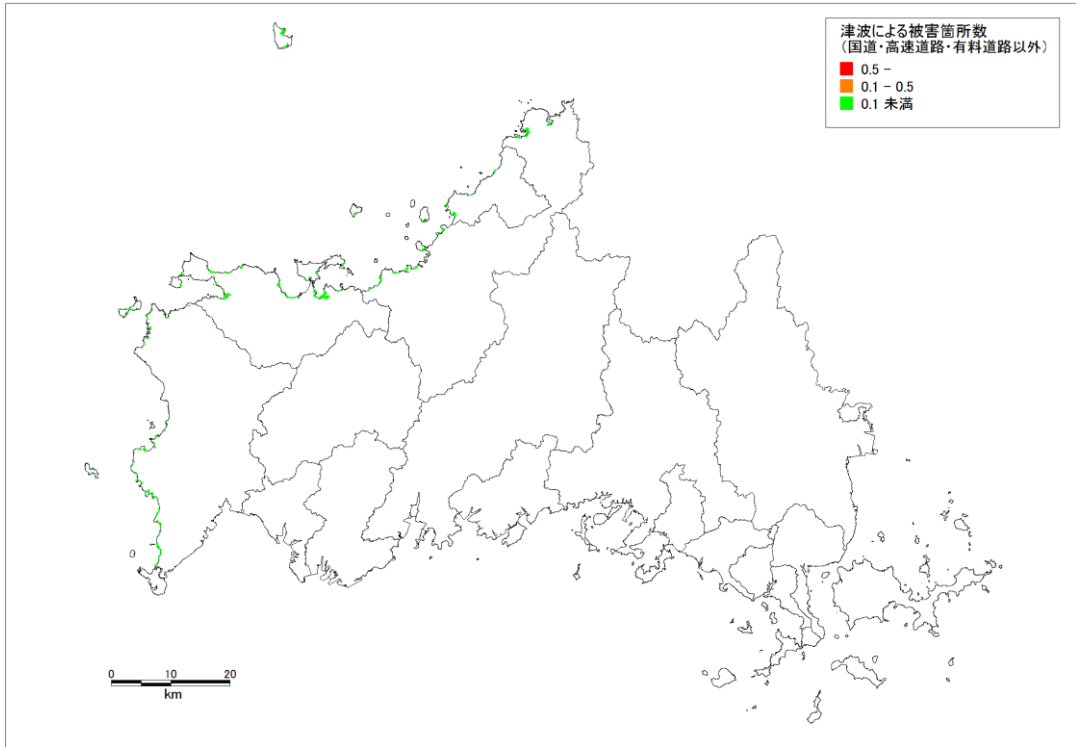 津波による被害箇所数
(国道・高速道路・有料道路以外)
0.5 -
0.1 - 0.5
0.1 未満
0 10 20
km